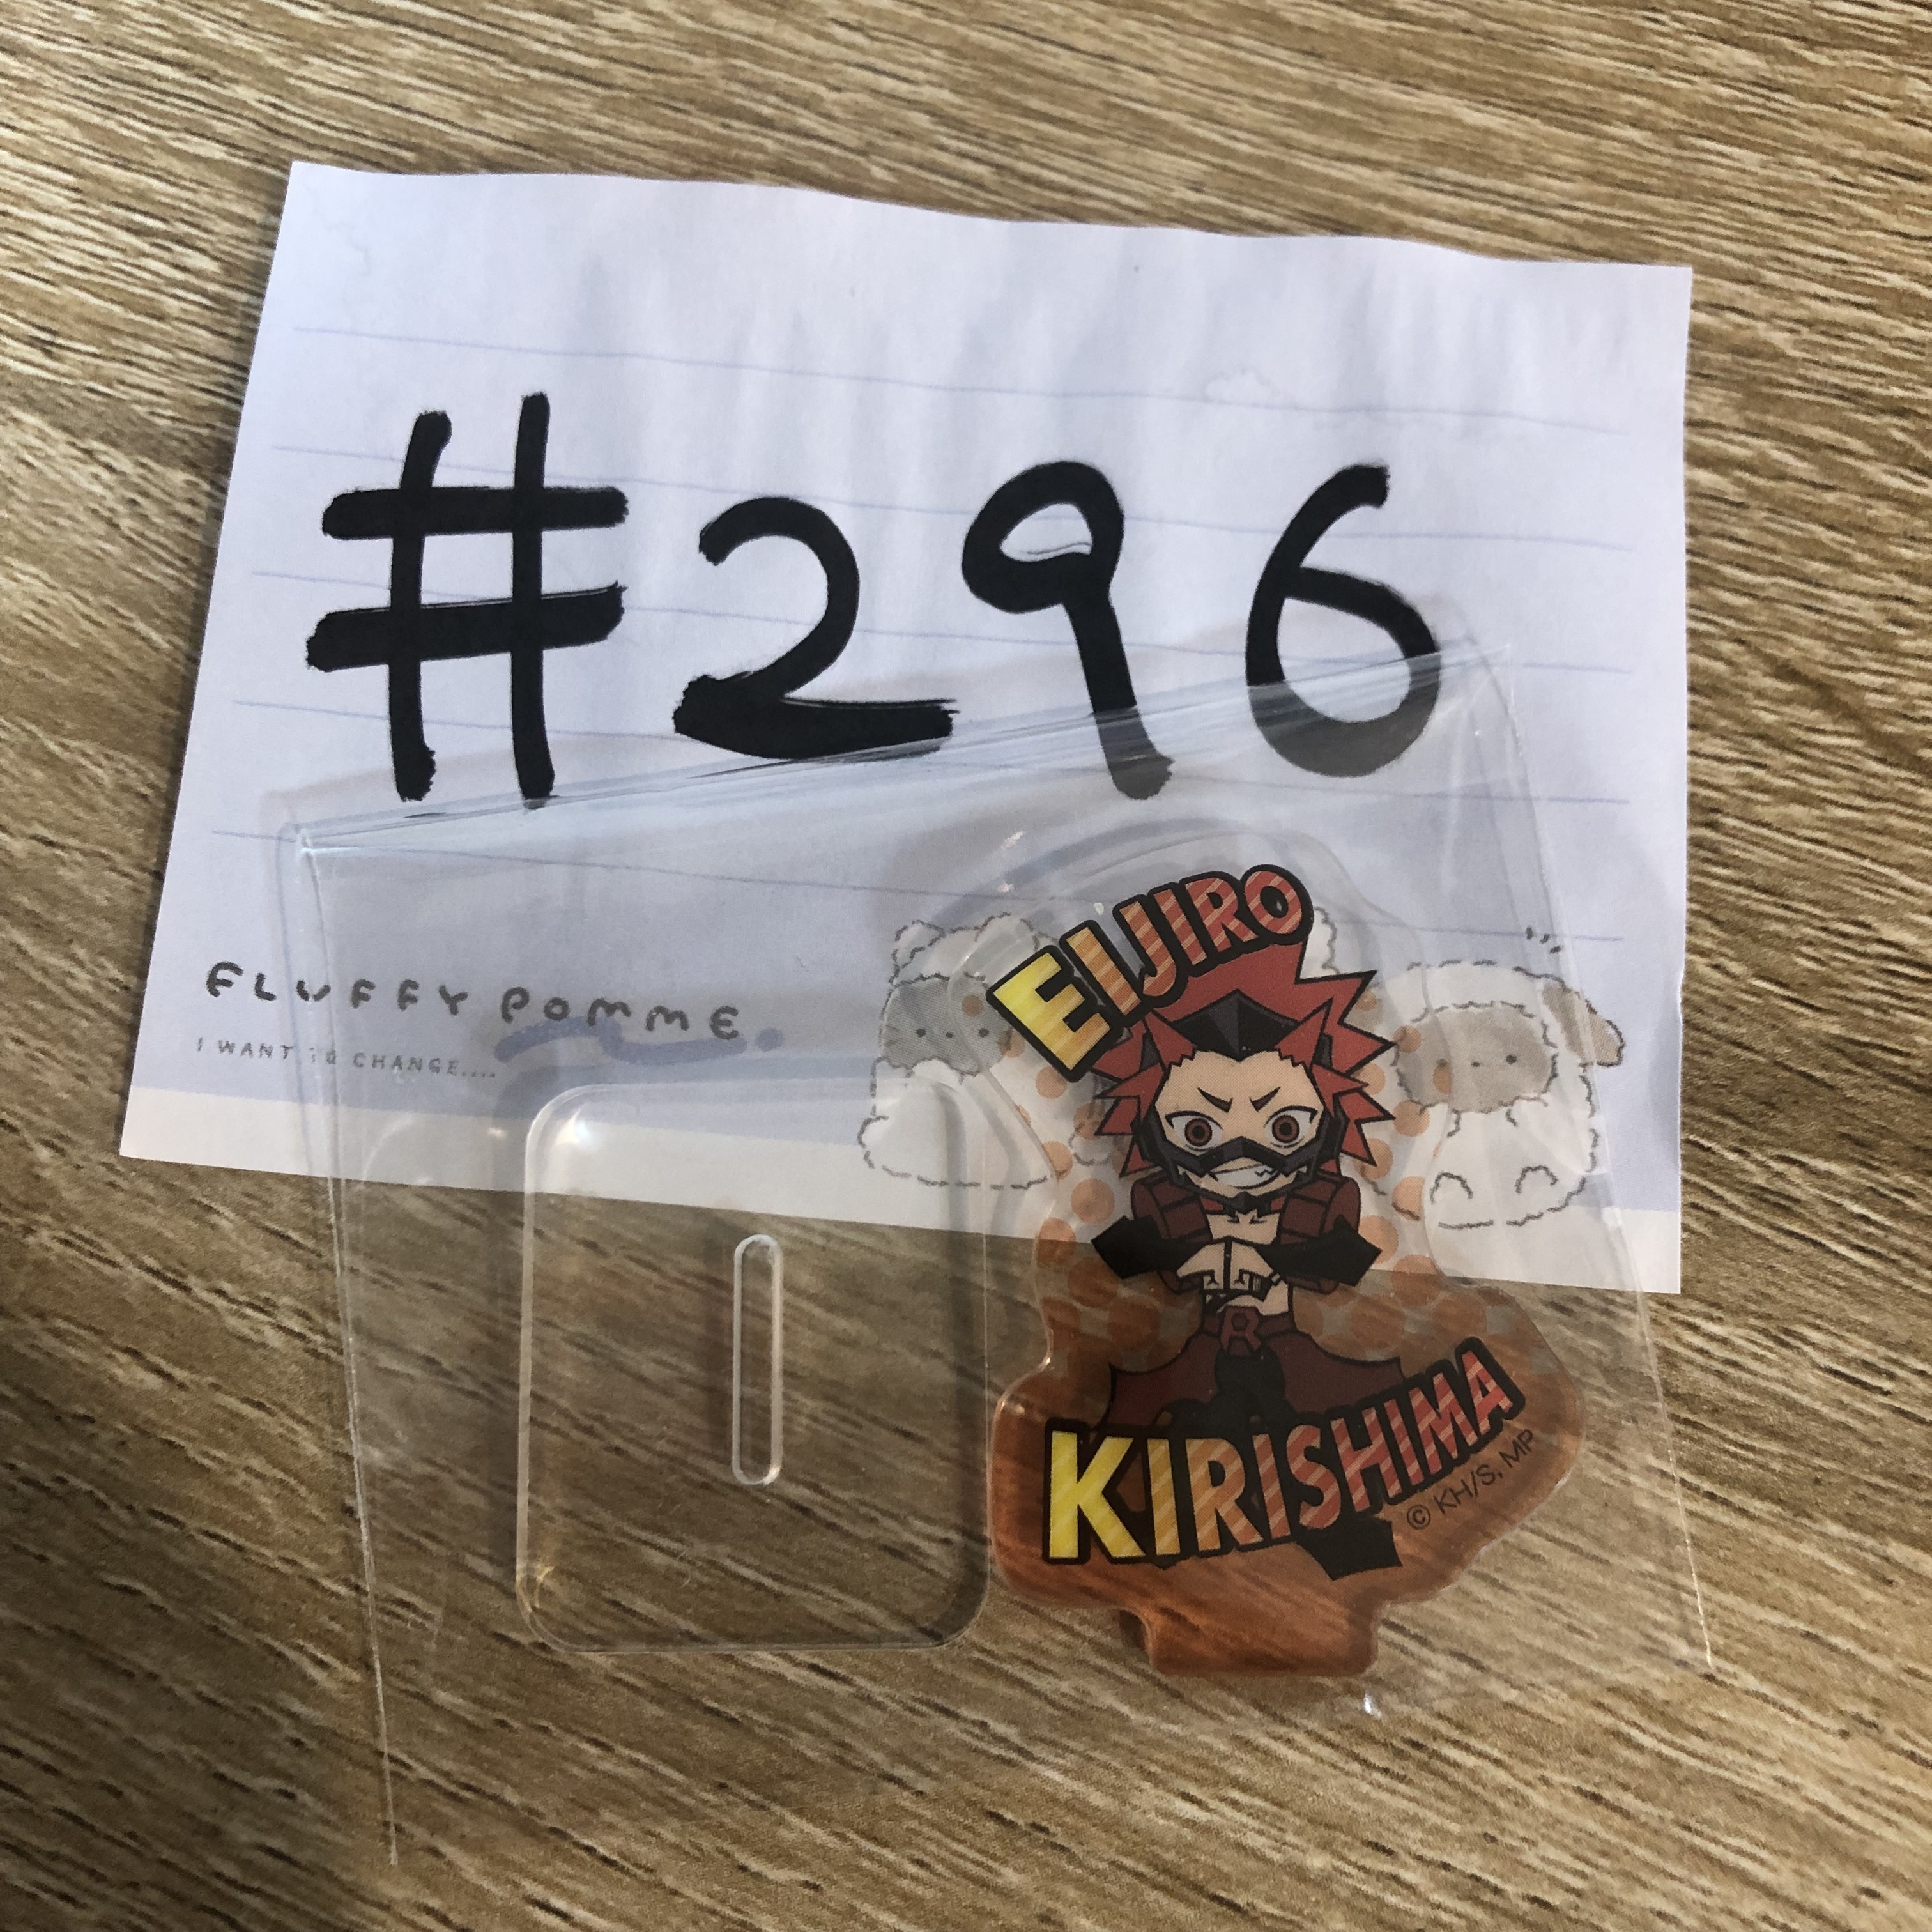 #296
FLUFFY POMME.
I WANT TO CHANGE....
EIJIRO
R
KIRISHIMA
© KH/S, MP